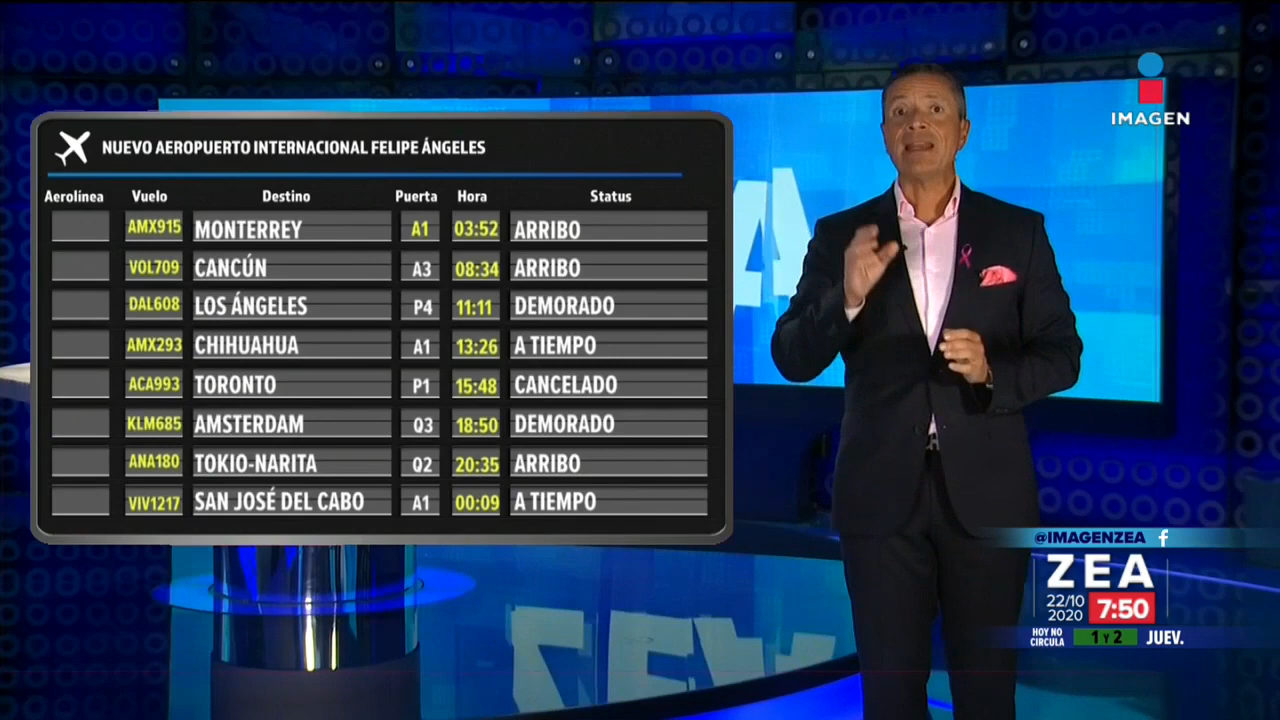 NUEVO AEROPUERTO INTERNACIONAL FELIPE ÁNGELES
Aerolínea Vuelo Destino Puerta Hora Status
AMX915 MONTERREY A1 03:52 ARRIBO
VOL709 CANCÚN A3 08:34 ARRIBO
DAL608 LOS ÁNGELES P4 11:11 DEMORADO
AMX293 CHIHUAHUA A1 13:26 A TIEMPO
ACA993 TORONTO P1 15:48 CANCELADO
KLM685 AMSTERDAM Q3 18:50 DEMORADO
ANA180 TOKIO-NARITA Q2 20:35 ARRIBO
VIV1217 SAN JOSÉ DEL CABO A1 00:09 A TIEMPO
IMAGEN
@IMAGENZEA f
ZEA
22/10
2020
7:50
HOY NO
CIRCULA
1 Y 2
JUEV.